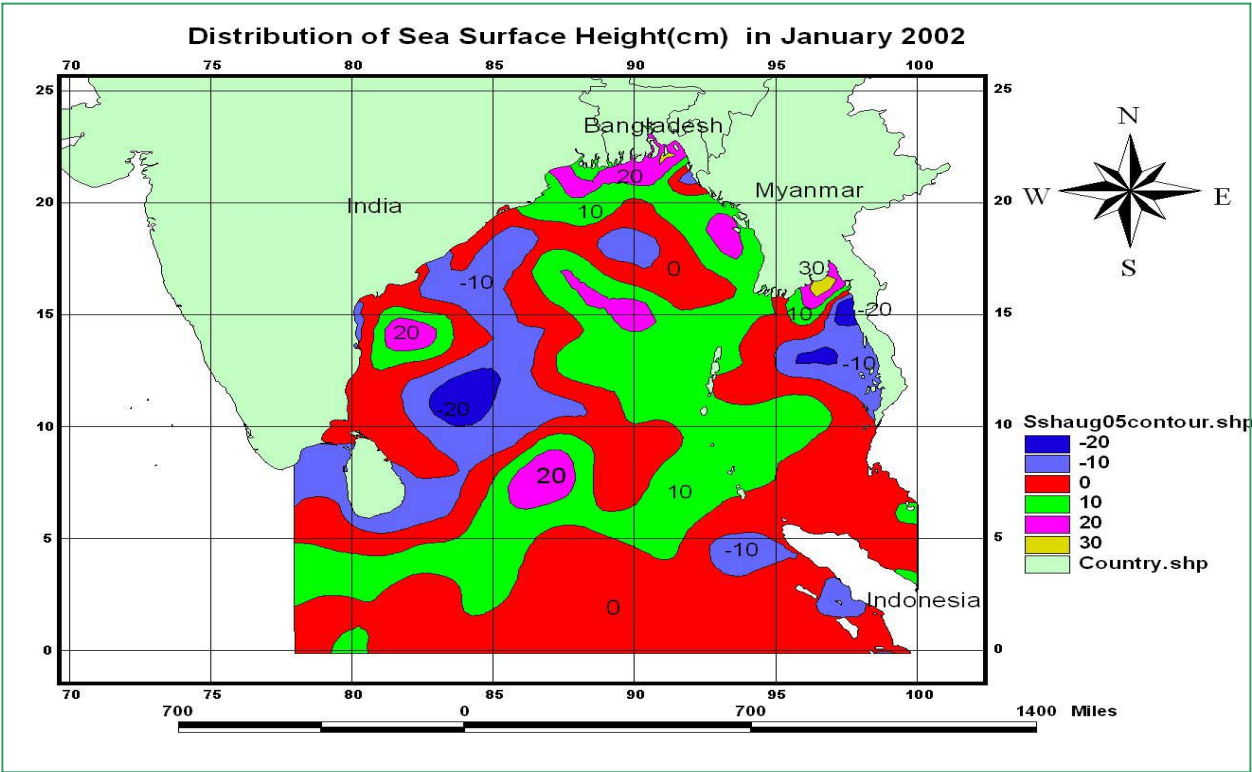 Distribution of Sea Surface Height(cm) in January 2002
70 75 80 85 90 95 100
25 25
Bangladesh
N
20
Myanmar
W E
20 India 20
10
S
0
30
-10
15 10 -20 15
20
-10
-20
10 10
Sshaug05contour.shp
-20
-10
20
0
10
10
20
5 5
-10
30
Country.shp
0
Indonesia
0 0
70 75 80 85 90 95 100
700 0 700 1400 Miles